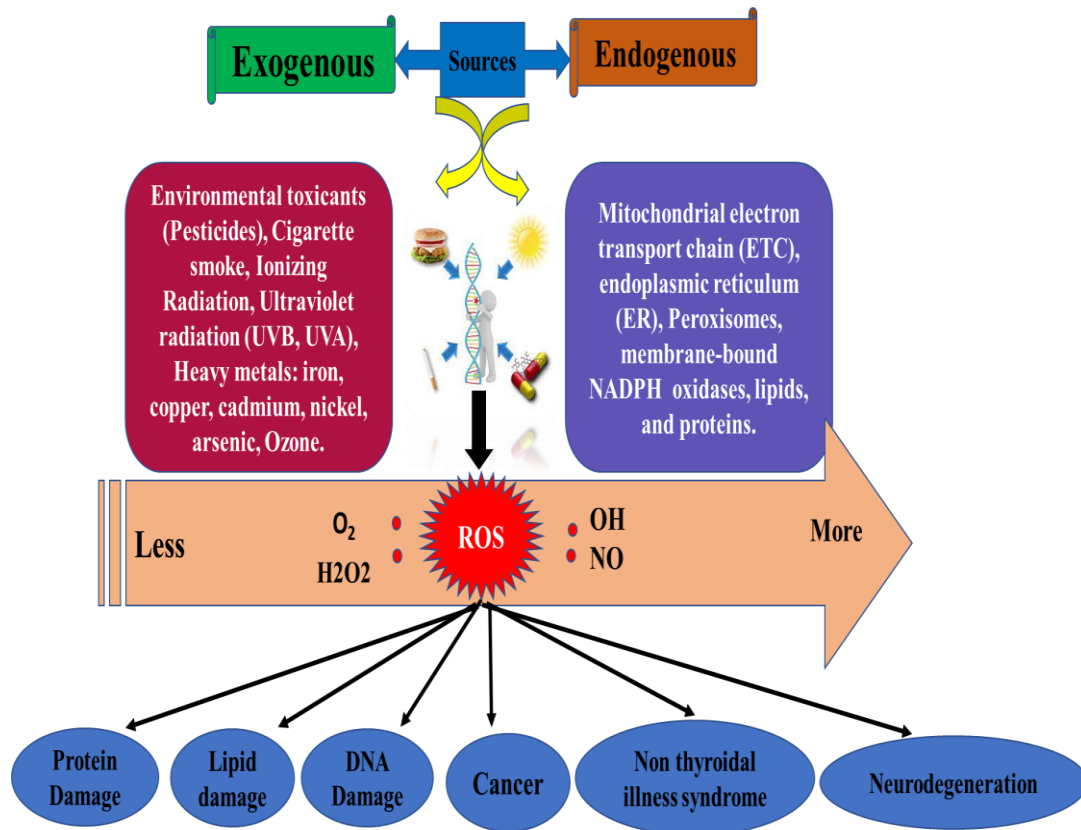 Exogenous
Sources
Endogenous
Environmental toxicants
(Pesticides), Cigarette
smoke, Ionizing
Radiation, Ultraviolet
radiation (UVB, UVA),
Heavy metals: iron,
copper, cadmium, nickel,
arsenic, Ozone.
Mitochondrial electron
transport chain (ETC),
endoplasmic reticulum
(ER), Peroxisomes,
membrane-bound
NADPH oxidases, lipids,
and proteins.
Less
O₂
H2O2
ROS
OH
NO
More
Protein
Damage
Lipid
damage
DNA
Damage
Cancer
Non thyroidal
illness syndrome
Neurodegeneration